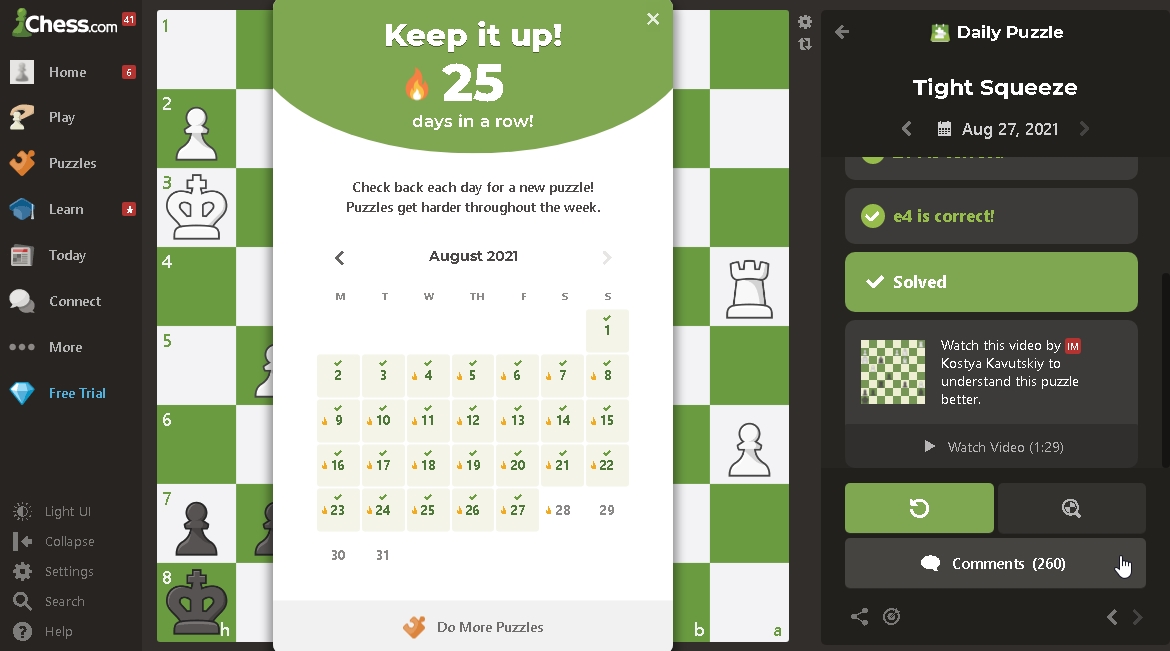 Chess.com 41
Home 6
Play
Puzzles
Learn
Today
Connect
More
Free Trial
Light UI
Collapse
Settings
Search
Help
1
2
3
4
5
6
7
8
h
b
a
Keep it up!
25
days in a row!
Check back each day for a new puzzle!
Puzzles get harder throughout the week.
August 2021
M T W TH F S S
1
2 3 4 5 6 7 8
9 10 11 12 13 14 15
16 17 18 19 20 21 22
23 24 25 26 27 28 29
30 31
Do More Puzzles
Daily Puzzle
Tight Squeeze
Aug 27, 2021
e4 is correct!
Solved
Watch this video by IM
Kostya Kavutskiy to
understand this puzzle
better.
Watch Video (1:29)
Comments (260)